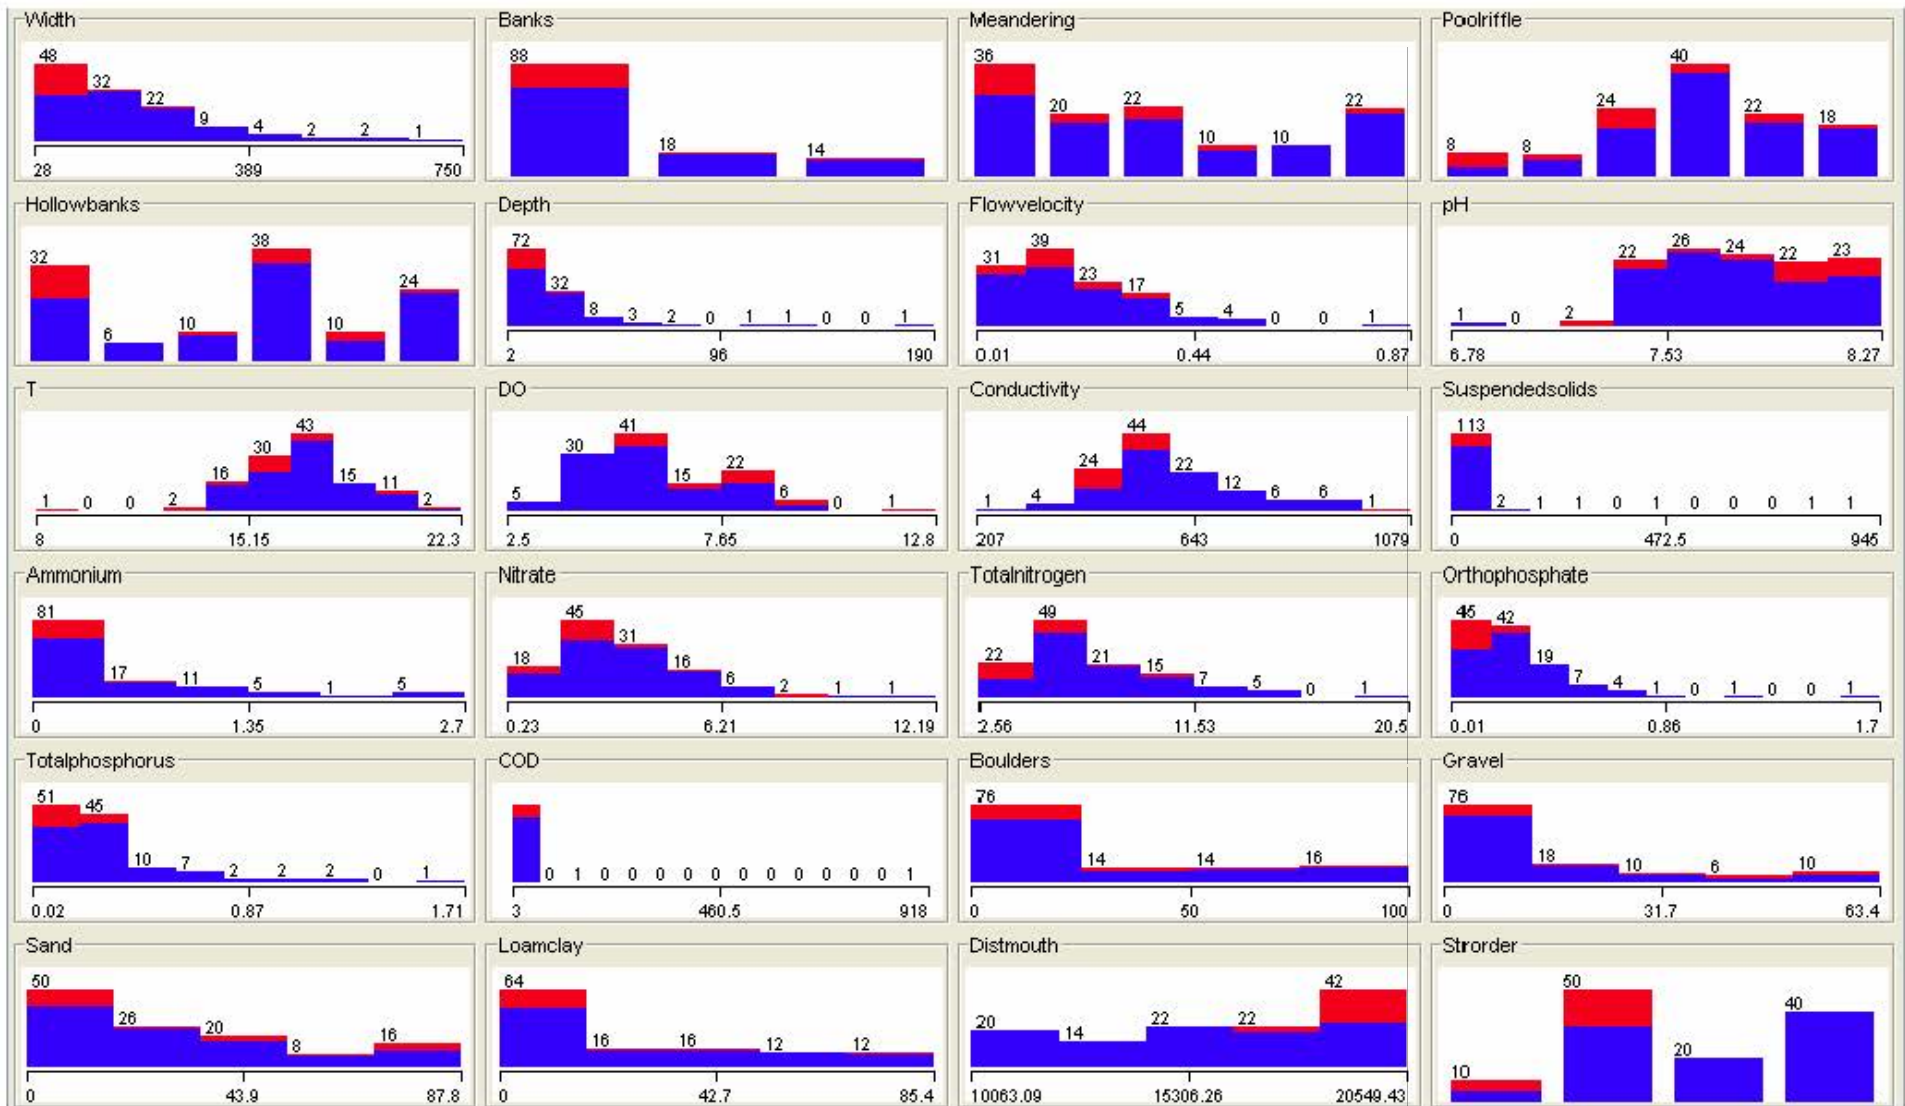 Width
48 32 22 9 4 2 2 1
28 389 750
Banks
88 18 14
Meandering
36 20 22 10 10 22
Poolriffle
8 8 24 40 22 18
Hollowbanks
32 6 10 38 10 24
Depth
72 32 8 3 2 0 1 1 0 0 1
2 96 190
Flowvelocity
31 39 23 17 5 4 0 0 1
0.01 0.44 0.87
pH
1 0 2 22 26 24 22 23
6.78 7.53 8.27
T
1 0 0 2 16 30 43 15 11 2
8 15.15 22.3
DO
5 30 41 15 22 6 0 1
2.5 7.65 12.8
Conductivity
1 4 24 44 22 12 6 6 1
207 643 1079
Suspendedsolids
113 2 1 1 0 1 0 0 0 1 1
0 472.5 945
Ammonium
81 17 11 5 1 5
0 1.35 2.7
Nitrate
18 45 31 16 6 2 1 1
0.23 6.21 12.19
Totalnitrogen
22 49 21 15 7 5 0 1
2.56 11.53 20.5
Orthophosphate
45 42 19 7 4 1 0 1 0 0 1
0.01 0.86 1.7
Totalphosphorus
51 45 10 7 2 2 2 0 1
0.02 0.87 1.71
COD
0 1 0 0 0 0 0 0 0 0 0 0 0 1
3 460.5 918
Boulders
76 14 14 16
0 50 100
Gravel
76 18 10 6 10
0 31.7 63.4
Sand
50 26 20 8 16
0 43.9 87.8
Loamclay
64 16 16 12 12
0 42.7 85.4
Distmouth
20 14 22 22 42
10063.09 15306.26 20549.43
Strorder
10 50 20 40